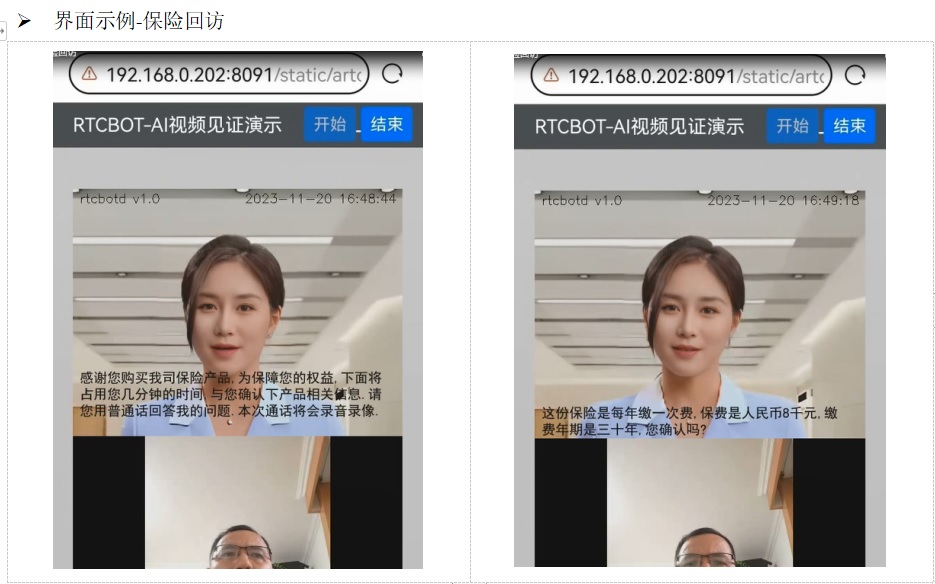 ➢ 界面示例-保险回访
192.168.0.202:8091/static/artc
RTCBOT-AI视频见证演示 开始 结束
rtcbotd v1.0 2023-11-20 16:48:44
感谢您购买我司保险产品, 为保障您的权益, 下面将
占用您几分钟的时间, 与您确认下产品相关信息. 请
您用普通话回答我的问题. 本次通话将会录音录像.
192.168.0.202:8091/static/artc
RTCBOT-AI视频见证演示 开始 结束
rtcbotd v1.0 2023-11-20 16:49:18
这份保险是每年缴一次费, 保费是人民币8千元, 缴
费年期是三十年, 您确认吗?